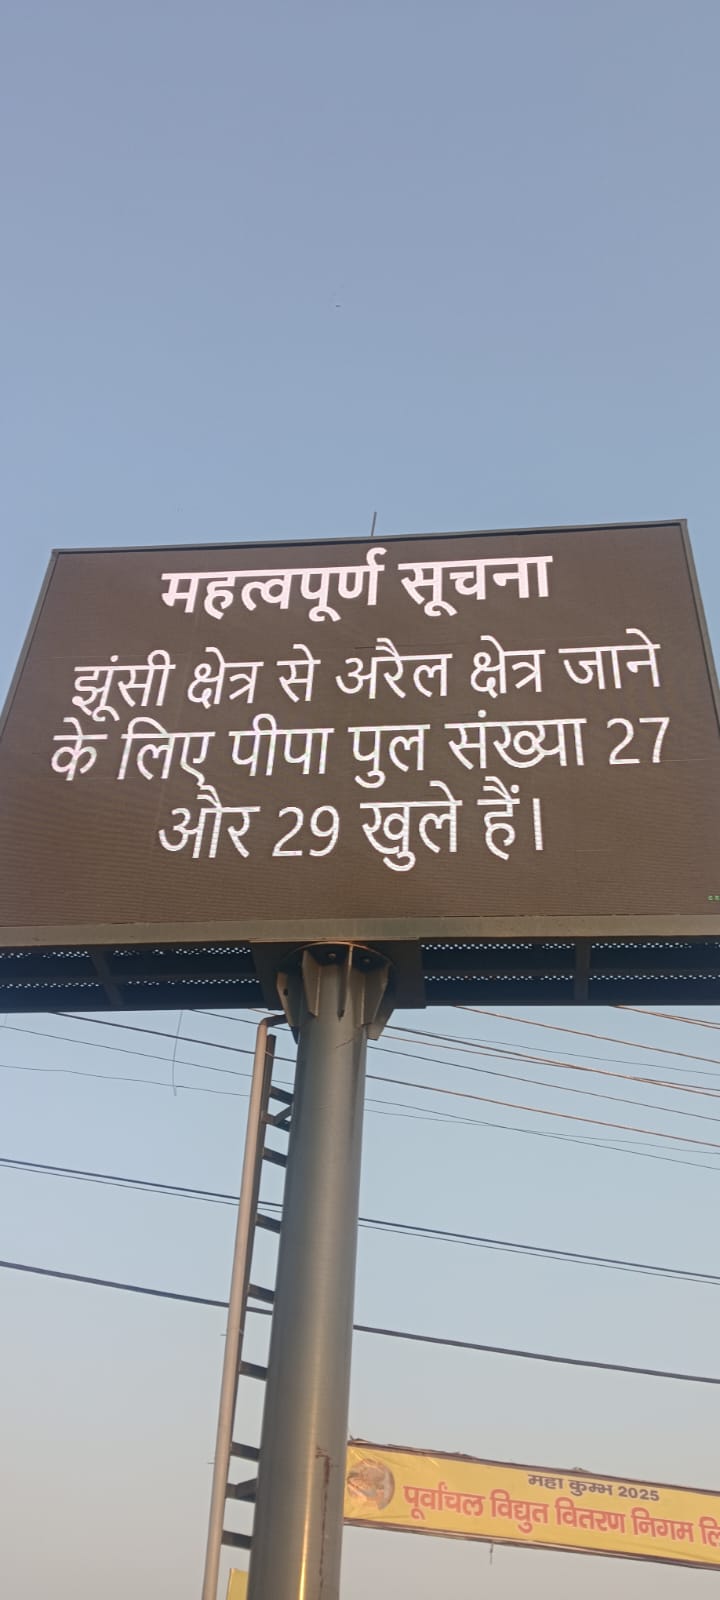 महत्वपूर्ण सूचना
झूंसी क्षेत्र से अरैल क्षेत्र जाने
के लिए पीपा पुल संख्या 27
और 29 खुले हैं।
महा कुम्भ 2025
पूर्वांचल विद्युत वितरण निगम लि